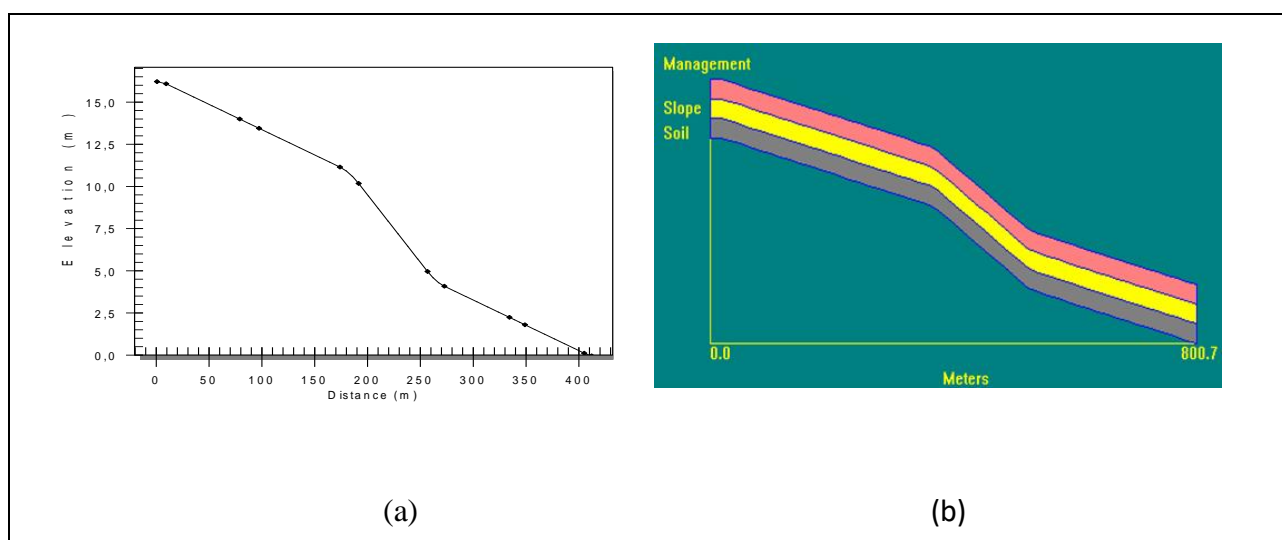 15,0
12,5
10,0
7,5
5,0
2,5
0,0
Elevation (m)
0 50 100 150 200 250 300 350 400
Distance (m)
(a)
Management
Slope
Soil
0.0 800.7
Meters
(b)